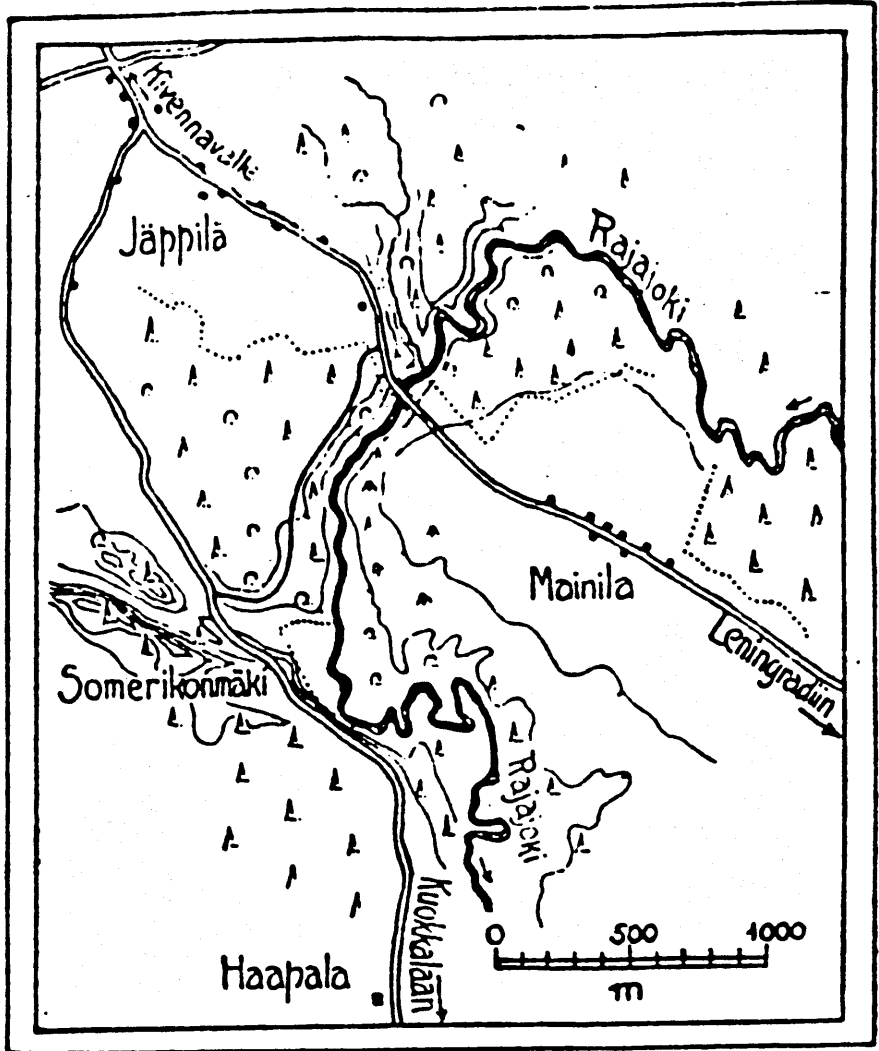 Kivennavalle
Jäppilä
Rajajoki
Mainila
Leningradiin
Somerikonmäki
Rajajoki
Kuokkalaan
Haapala
0 500 1000
m